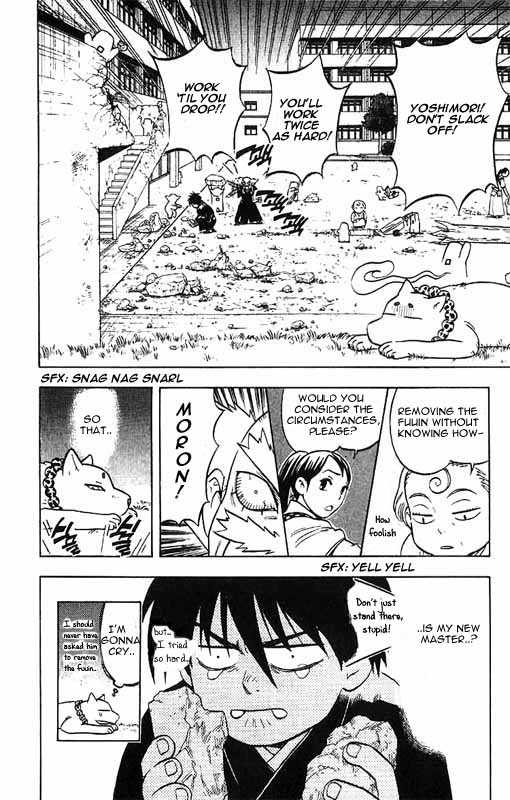 YOSHIMORI!
DON'T SLACK
OFF!
YOU'LL
WORK
TWICE
AS HARD!
WORK
'TIL YOU
DROP!!
SFX: SNAG NAG SNARL
REMOVING THE
FUUIN WITHOUT
KNOWING HOW-
How
foolish
WOULD YOU
CONSIDER THE
CIRCUMSTANCES,
PLEASE?
MORON!
SO
THAT..
SFX: YELL YELL
..IS MY NEW
MASTER..?
Don't just
stand there,
stupid!
but..
I tried
so hard..
I'M
GONNA
CRY..
I should
never have
asked him
to remove
the fuuin..